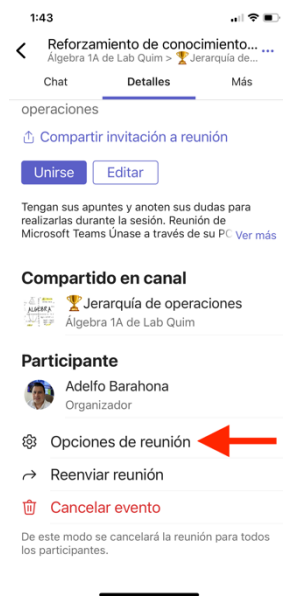 1:43
Reforzamiento de conocimiento...
Álgebra 1A de Lab Quim > 🏆Jerarquía de...
Chat
Detalles
Más
operaciones
Compartir invitación a reunión
Unirse
Editar
Tengan sus apuntes y anoten sus dudas para
realizarlas durante la sesión. Reunión de
Microsoft Teams Únase a través de su PC Ver más
Compartido en canal
ALGEBRA
🏆Jerarquía de operaciones
Álgebra 1A de Lab Quim
Participante
Adelfo Barahona
Organizador
Opciones de reunión
Reenviar reunión
Cancelar evento
De este modo se cancelará la reunión para todos
los participantes.